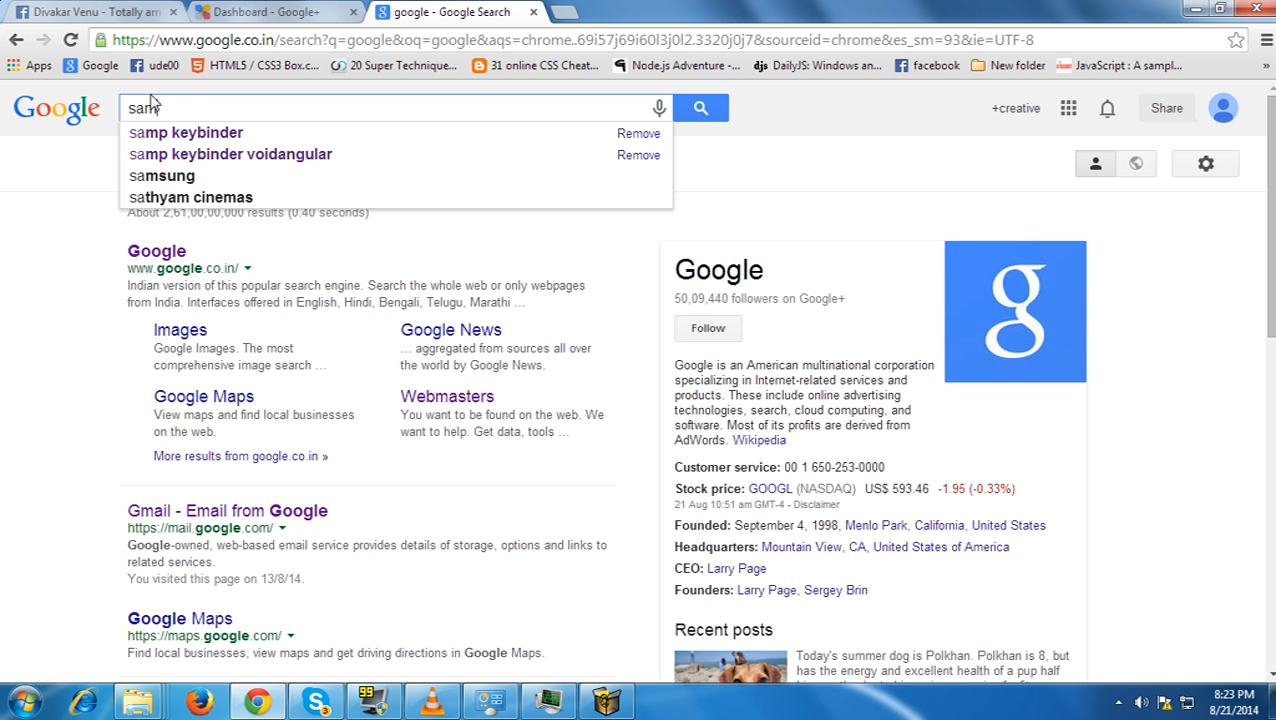 Divakar Venu - Totally am
Dashboard - Google+
google - Google Search
https://www.google.co.in/search?q=google&oq=google&aqs=chrome..69i57j69i60l3j0l2.3320j0j7&sourceid=chrome&es_sm=93&ie=UTF-8
Apps
Google
ude00
HTML5 / CSS3 Box.c...
20 Super Technique...
31 online CSS Cheat...
Node.js Adventure -...
DailyJS: Windows an...
facebook
New folder
JavaScript : A sampl...
»
Google
samp
+creative
Share
samp keybinder Remove
samp keybinder voidangular Remove
samsung
sathyam cinemas
About 2,61,00,00,000 results (0.40 seconds)
Google
www.google.co.in/
Indian version of this popular search engine. Search the whole web or only webpages
from India. Interfaces offered in English, Hindi, Bengali, Telugu, Marathi ...
Images
Google Images. The most
comprehensive image search ...
Google News
... aggregated from sources all over
the world by Google News.
Google Maps
View maps and find local businesses
on the web.
Webmasters
You want to be found on the web. We
want to help. Get data, tools ...
More results from google.co.in »
Gmail - Email from Google
https://mail.google.com/
Google-owned, web-based email service provides details of storage, options and links to
related services.
You visited this page on 13/8/14.
Google Maps
https://maps.google.com/
Find local businesses, view maps and get driving directions in Google Maps.
Google
50,09,440 followers on Google+
Follow
g
Google is an American multinational corporation
specializing in Internet-related services and
products. These include online advertising
technologies, search, cloud computing, and
software. Most of its profits are derived from
AdWords. Wikipedia
Customer service: 00 1 650-253-0000
Stock price: GOOGL (NASDAQ) US$ 593.46 -1.95 (-0.33%)
21 Aug 10:51 am GMT-4 - Disclaimer
Founded: September 4, 1998, Menlo Park, California, United States
Headquarters: Mountain View, CA, United States of America
CEO: Larry Page
Founders: Larry Page, Sergey Brin
Recent posts
Today's summer dog is Polkhan. Polkhan is 8, but
has the energy and excellent health of a pup half
99
8:23 PM
8/21/2014